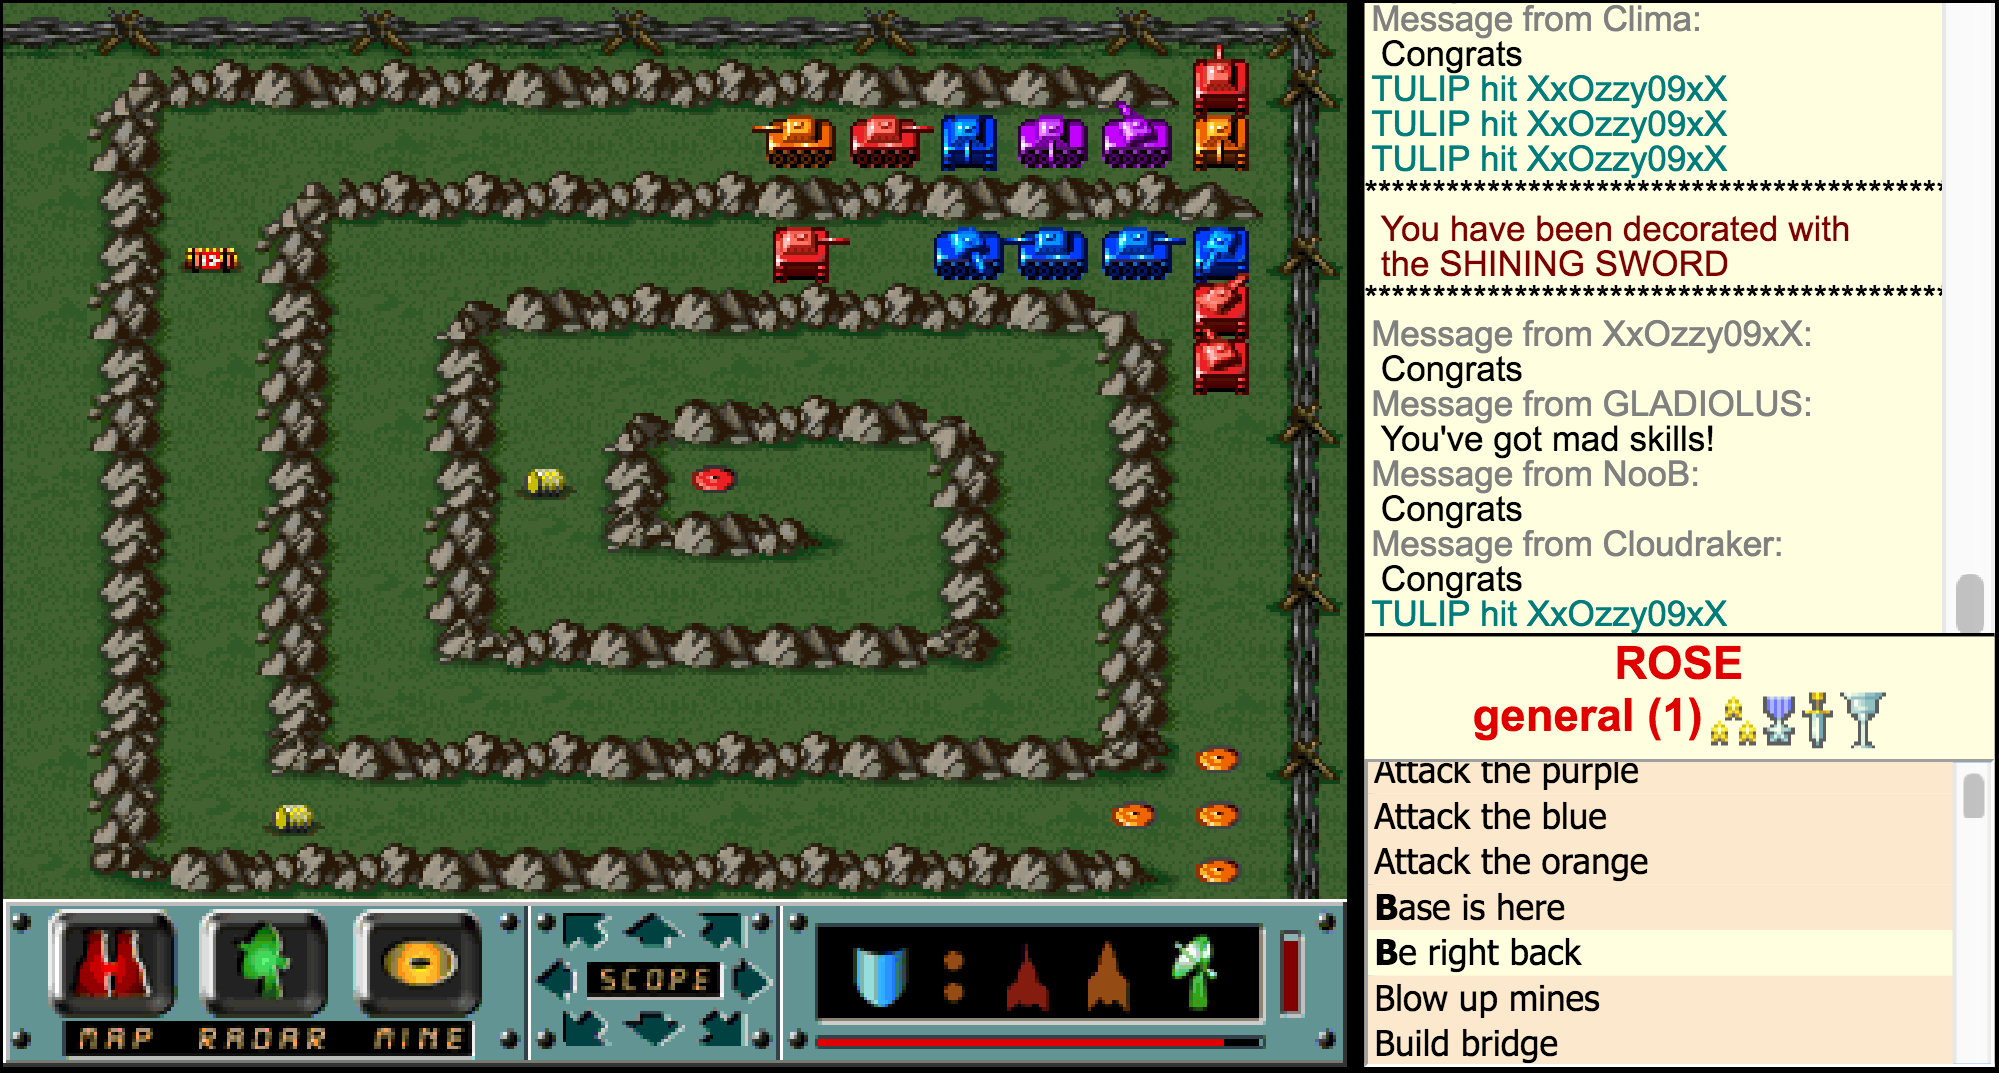 Message from Clima:
Congrats
TULIP hit XxOzzy09xX
TULIP hit XxOzzy09xX
TULIP hit XxOzzy09xX
*******************************************
You have been decorated with
the SHINING SWORD
*******************************************
Message from XxOzzy09xX:
Congrats
Message from GLADIOLUS:
You've got mad skills!
Message from NooB:
Congrats
Message from Cloudraker:
Congrats
TULIP hit XxOzzy09xX
ROSE
general (1)
Attack the purple
Attack the blue
Attack the orange
Base is here
Be right back
Blow up mines
Build bridge
MAP RADAR MINE
SCOPE